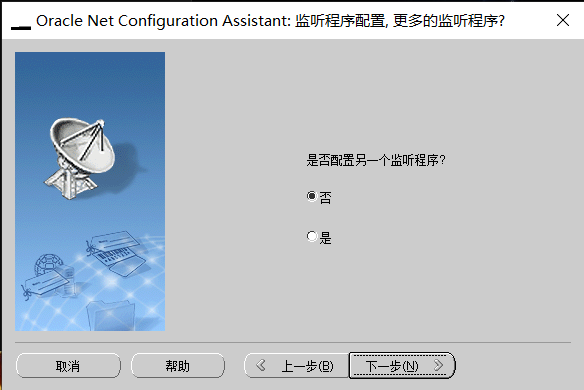 Oracle Net Configuration Assistant: 监听程序配置, 更多的监听程序?
是否配置另一个监听程序?
否
是
取消
帮助
上一步(B)
下一步(N)